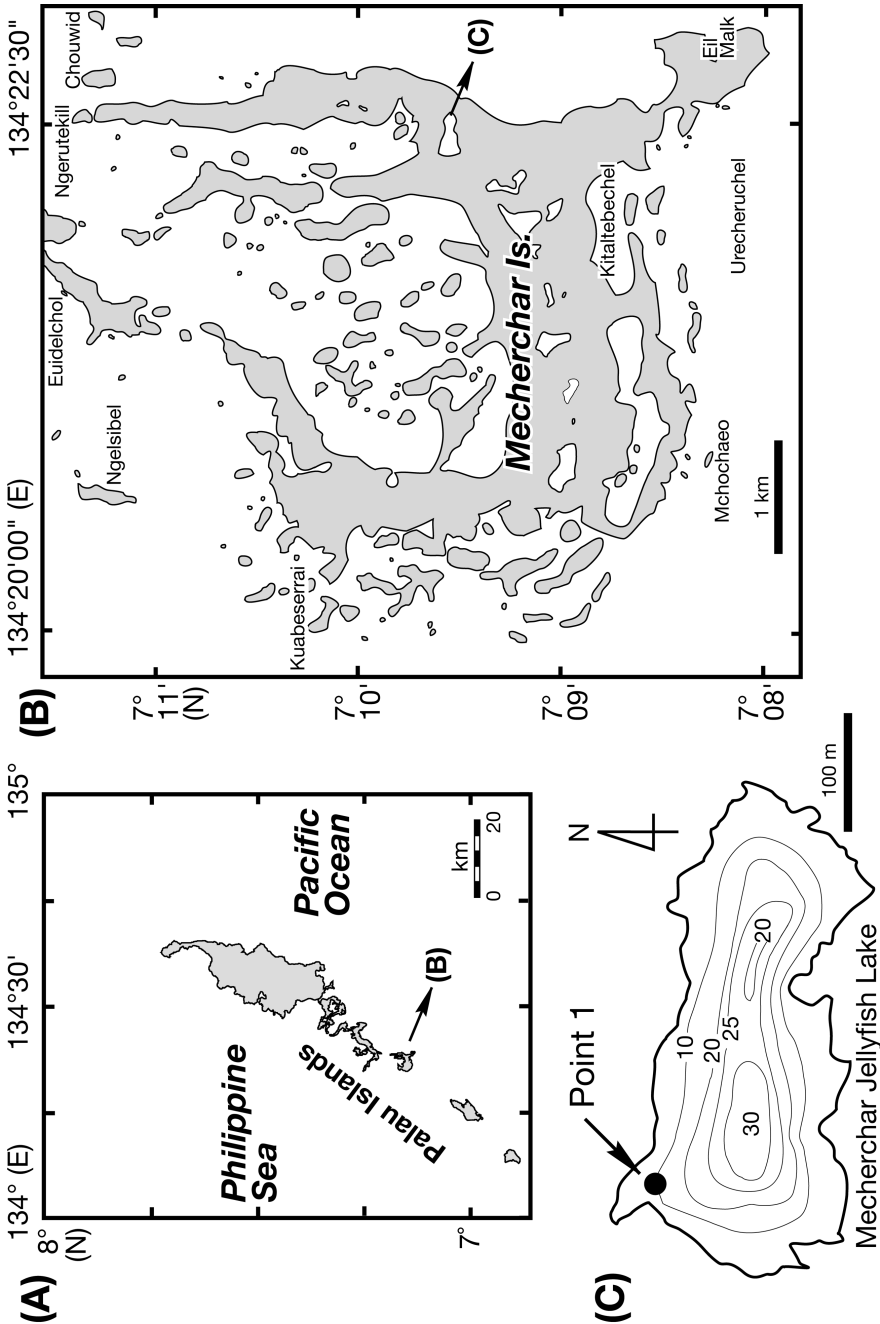 (A)
134° (E)
134°30'
135°
8°
(N)
7°
Philippine
Sea
Pacific
Ocean
Palau Islands
(B)
km
0
20
(B)
134°20'00" (E)
134°22'30"
7°11'
(N)
7°10'
7°09'
7°08'
Euidelchol
Ngerutekill
Chouwid
Ngelsibel
Kuabeserrai
(C)
Mecherchar Is.
Kitaltebechel
Eil
Malk
Urecheruchel
Mchochaeo
1 km
(C)
Point 1
N
10
20
25
30
20
100 m
Mecherchar Jellyfish Lake